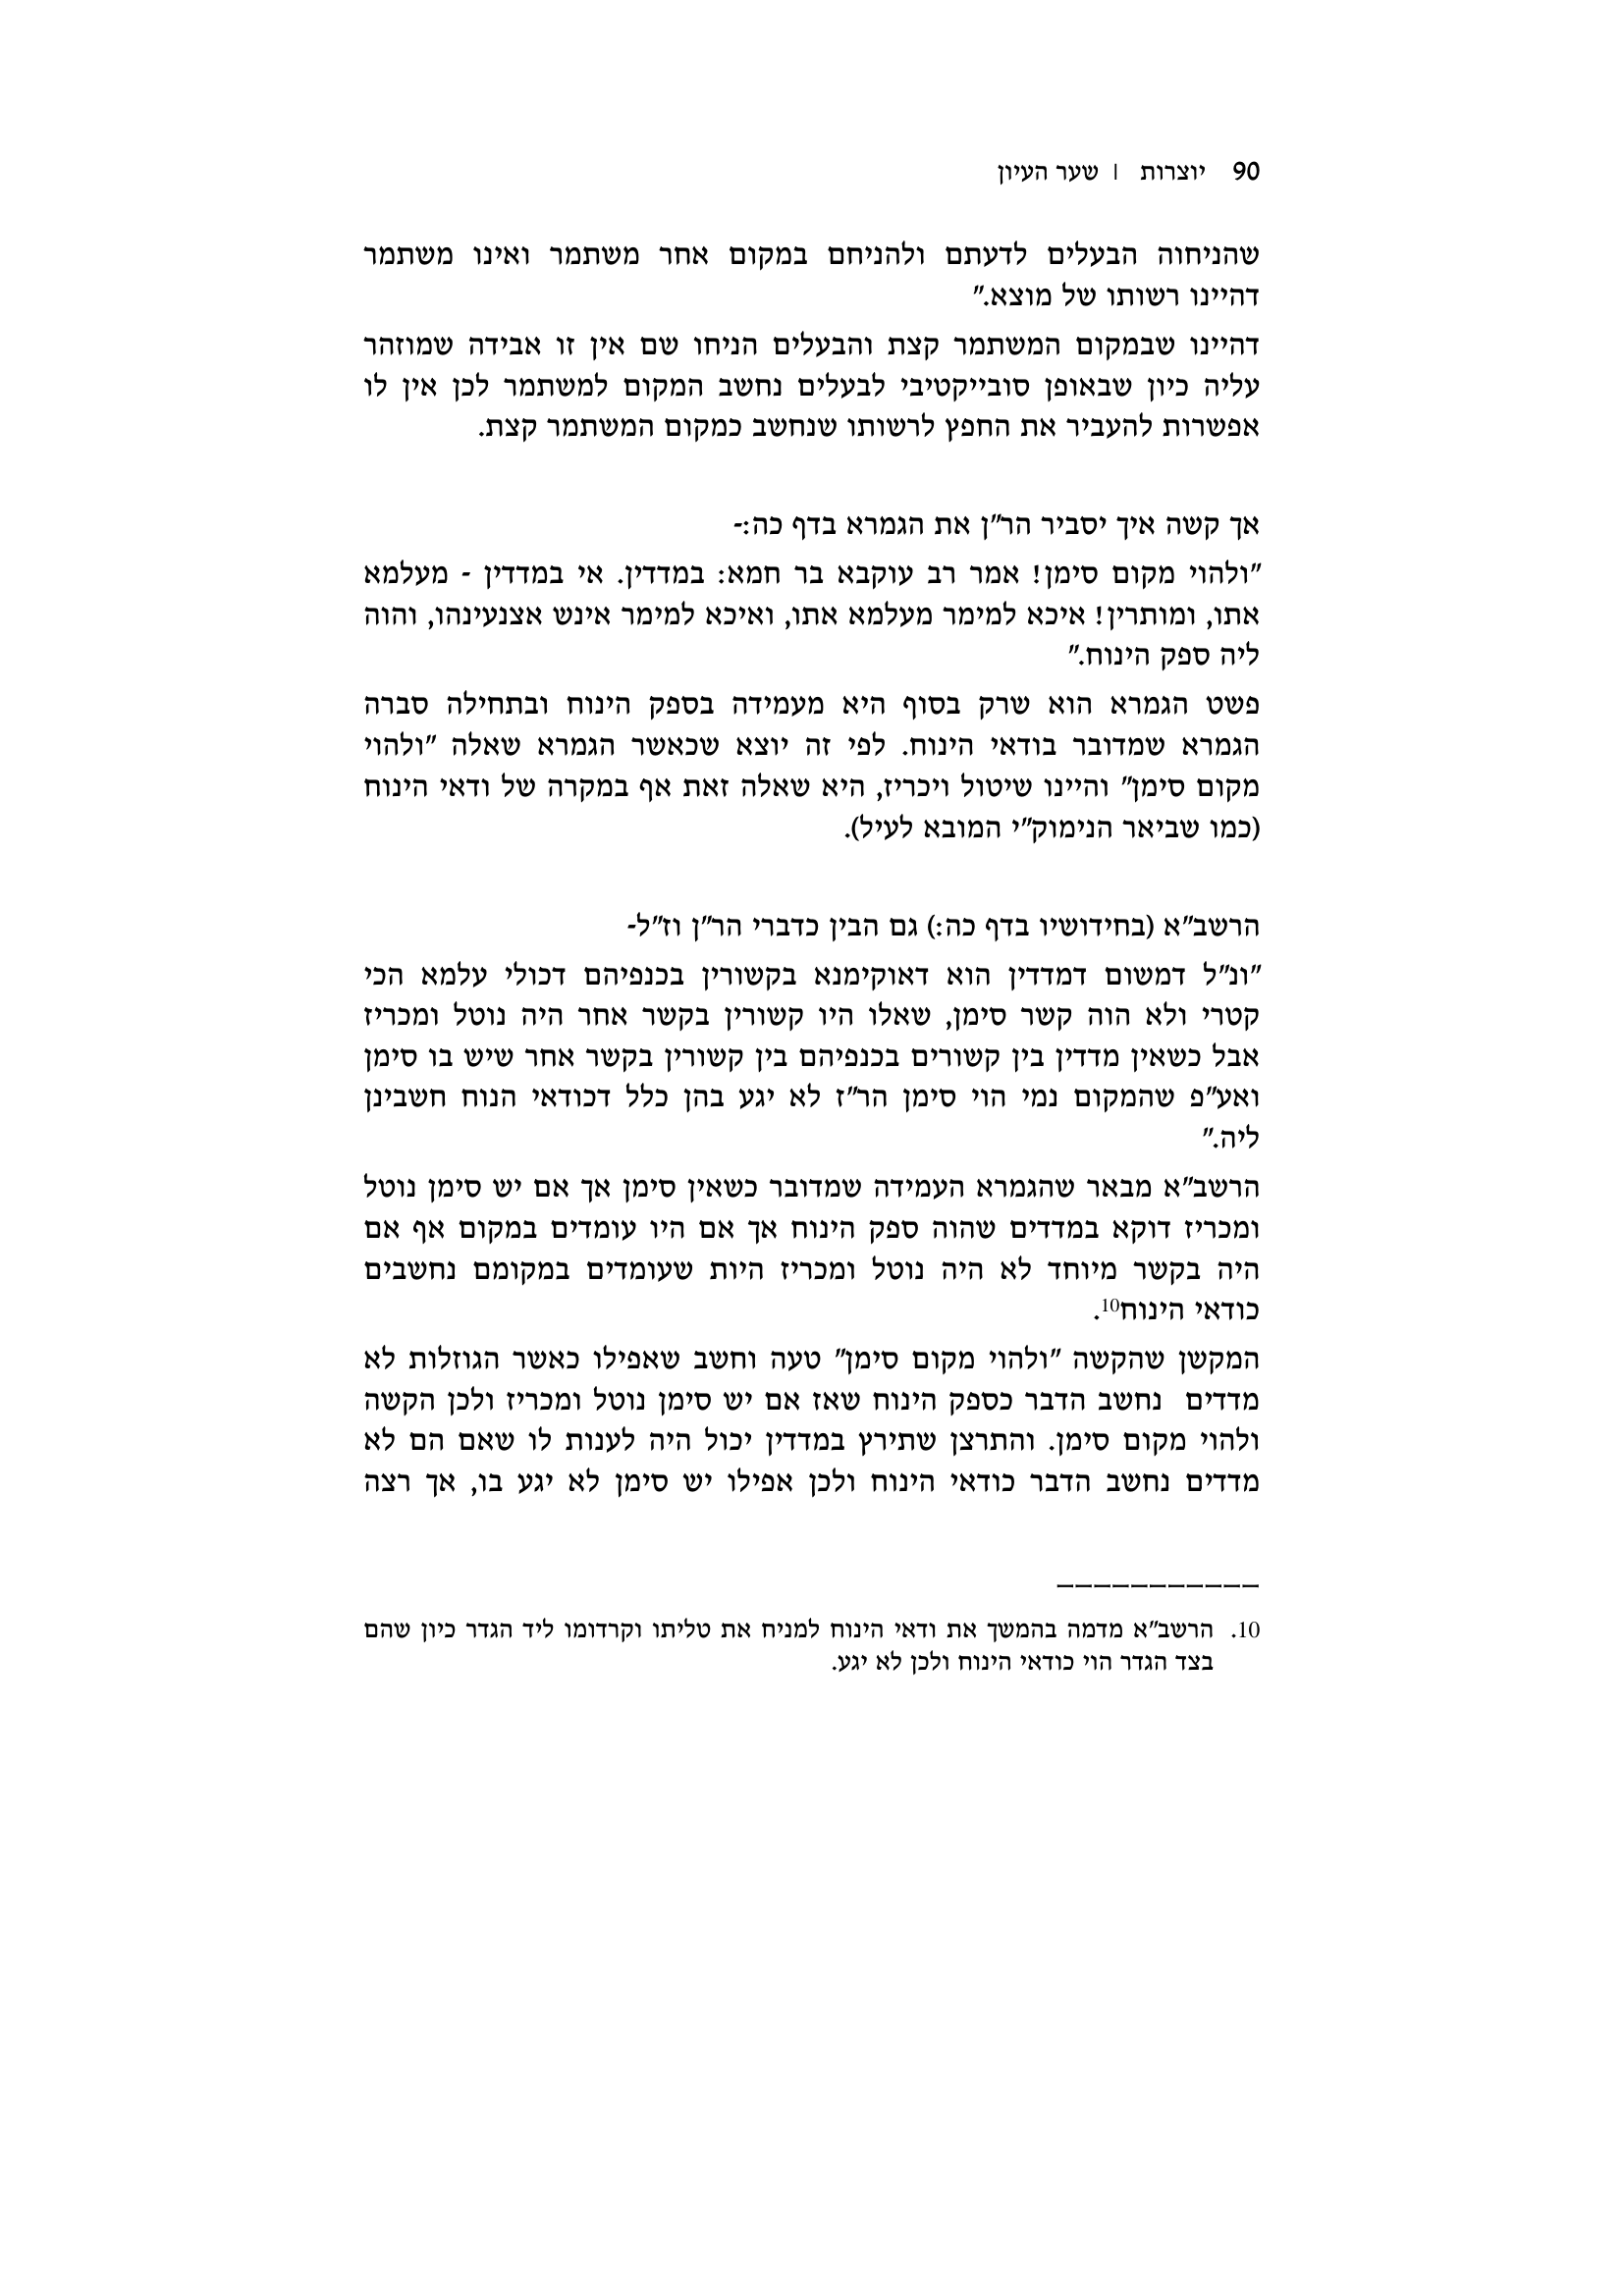 90 יוצרות | שער העיון
שהניחוה הבעלים לדעתם ולהניחם במקום אחר משתמר ואינו משתמר
דהיינו רשותו של מוצא."
דהיינו שבמקום המשתמר קצת והבעלים הניחו שם אין זו אבידה שמוזהר
עליה כיון שבאופן סובייקטיבי לבעלים נחשב המקום למשתמר לכן אין לו
אפשרות להעביר את החפץ לרשותו שנחשב כמקום המשתמר קצת.
אך קשה איך יסביר הר"ן את הגמרא בדף כה:-
"ולהוי מקום סימן! אמר רב עוקבא בר חמא: במדדין. אי במדדין - מעלמא
אתו, ומותרין! איכא למימר מעלמא אתו, ואיכא למימר אינש אצנעינהו, והוה
ליה ספק הינוח."
פשט הגמרא הוא שרק בסוף היא מעמידה בספק הינוח ובתחילה סברה
הגמרא שמדובר בודאי הינוח. לפי זה יוצא שכאשר הגמרא שאלה "ולהוי
מקום סימן" והיינו שיטול ויכריז, היא שאלה זאת אף במקרה של ודאי הינוח
(כמו שביאר הנימוק"י המובא לעיל).
הרשב"א (בחידושיו בדף כה:) גם הבין כדברי הר"ן וז"ל-
"ונ"ל דמשום דמדדין הוא דאוקימנא בקשורין בכנפיהם דכולי עלמא הכי
קטרי ולא הוה קשר סימן, שאלו היו קשורין בקשר אחר היה נוטל ומכריז
אבל כשאין מדדין בין קשורים בכנפיהם בין קשורין בקשר אחר שיש בו סימן
ואע"פ שהמקום נמי הוי סימן הר"ז לא יגע בהן כלל דכודאי הנוח חשבינן
ליה."
הרשב"א מבאר שהגמרא העמידה שמדובר כשאין סימן אך אם יש סימן נוטל
ומכריז דוקא במדדים שהוה ספק הינוח אך אם היו עומדים במקום אף אם
היה בקשר מיוחד לא היה נוטל ומכריז היות שעומדים במקומם נחשבים
כודאי הינוח10.
המקשן שהקשה "ולהוי מקום סימן" טעה וחשב שאפילו כאשר הגוזלות לא
מדדים נחשב הדבר כספק הינוח שאז אם יש סימן נוטל ומכריז ולכן הקשה
ולהוי מקום סימן. והתרצן שתירץ במדדין יכול היה לענות לו שאם הם לא
מדדים נחשב הדבר כודאי הינוח ולכן אפילו יש סימן לא יגע בו, אך רצה
10. הרשב"א מדמה בהמשך את ודאי הינוח למניח את טליתו וקרדומו ליד הגדר כיון שהם
בצד הגדר הוי כודאי הינוח ולכן לא יגע.